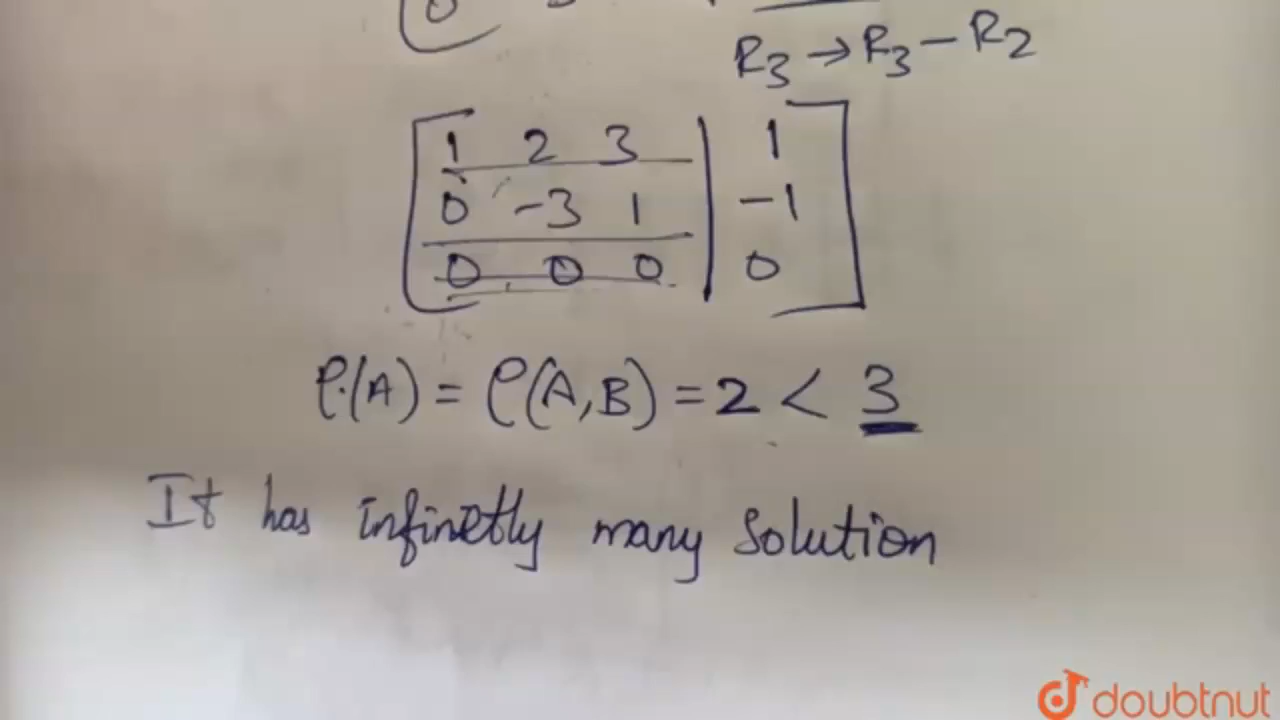 R₃ → R₃ − R₂
1 2 3 | 1
0 −3 1 | −1
0 0 0 | 0
ρ.(A) = ρ(A,B) = 2 < 3
It has infinetly many Solution
doubtnut